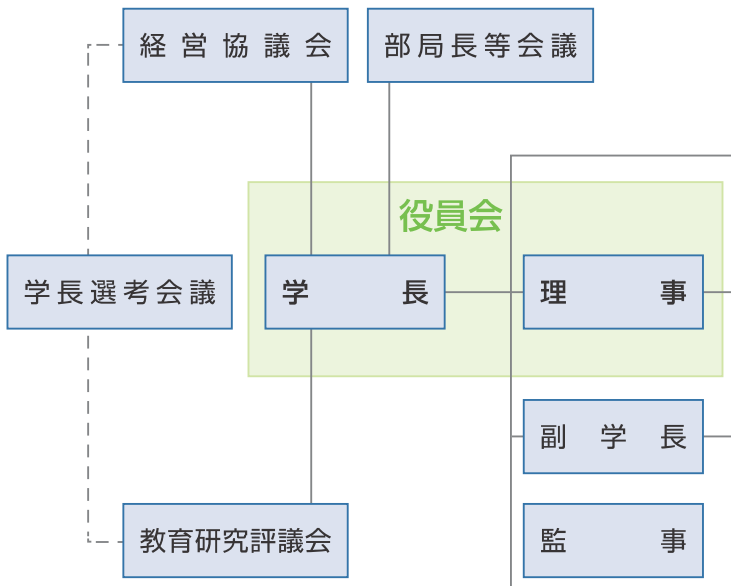 経営協議会
部局長等会議
役員会
学長選考会議
学長
理事
副学長
教育研究評議会
監事